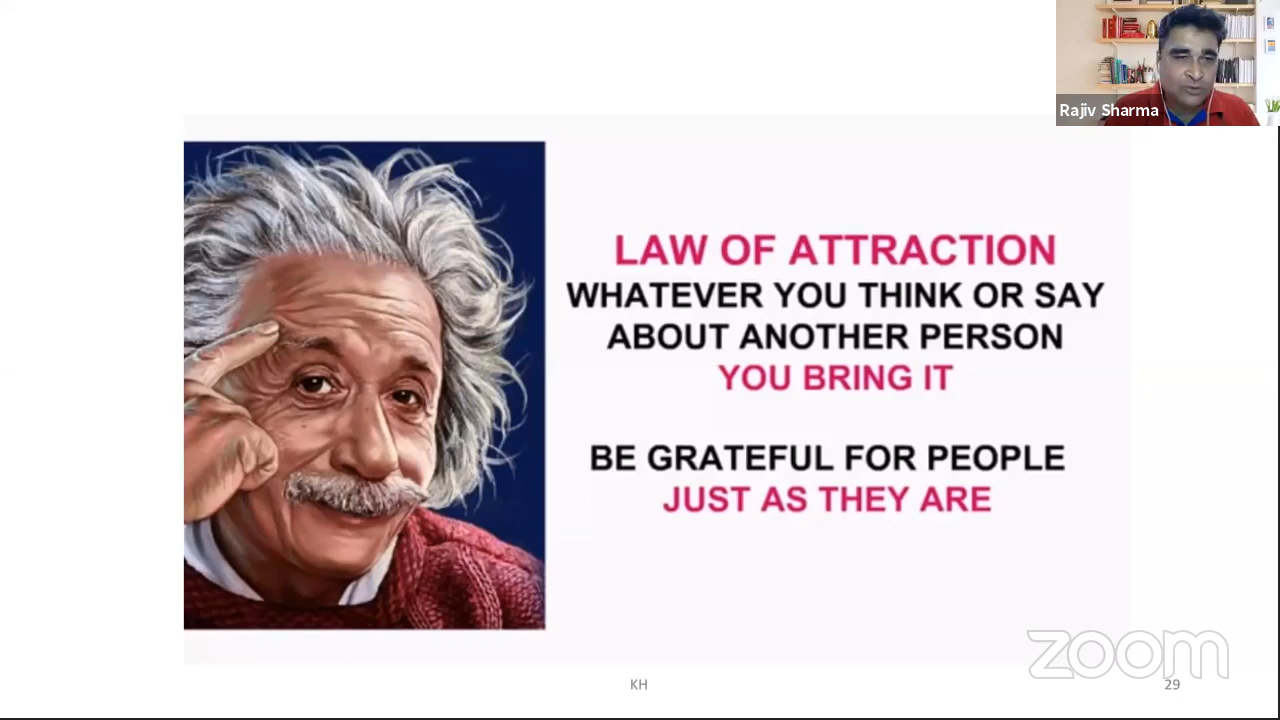 Rajiv Sharma
LAW OF ATTRACTION
WHATEVER YOU THINK OR SAY
ABOUT ANOTHER PERSON
YOU BRING IT
BE GRATEFUL FOR PEOPLE
JUST AS THEY ARE
zoom
KH
29